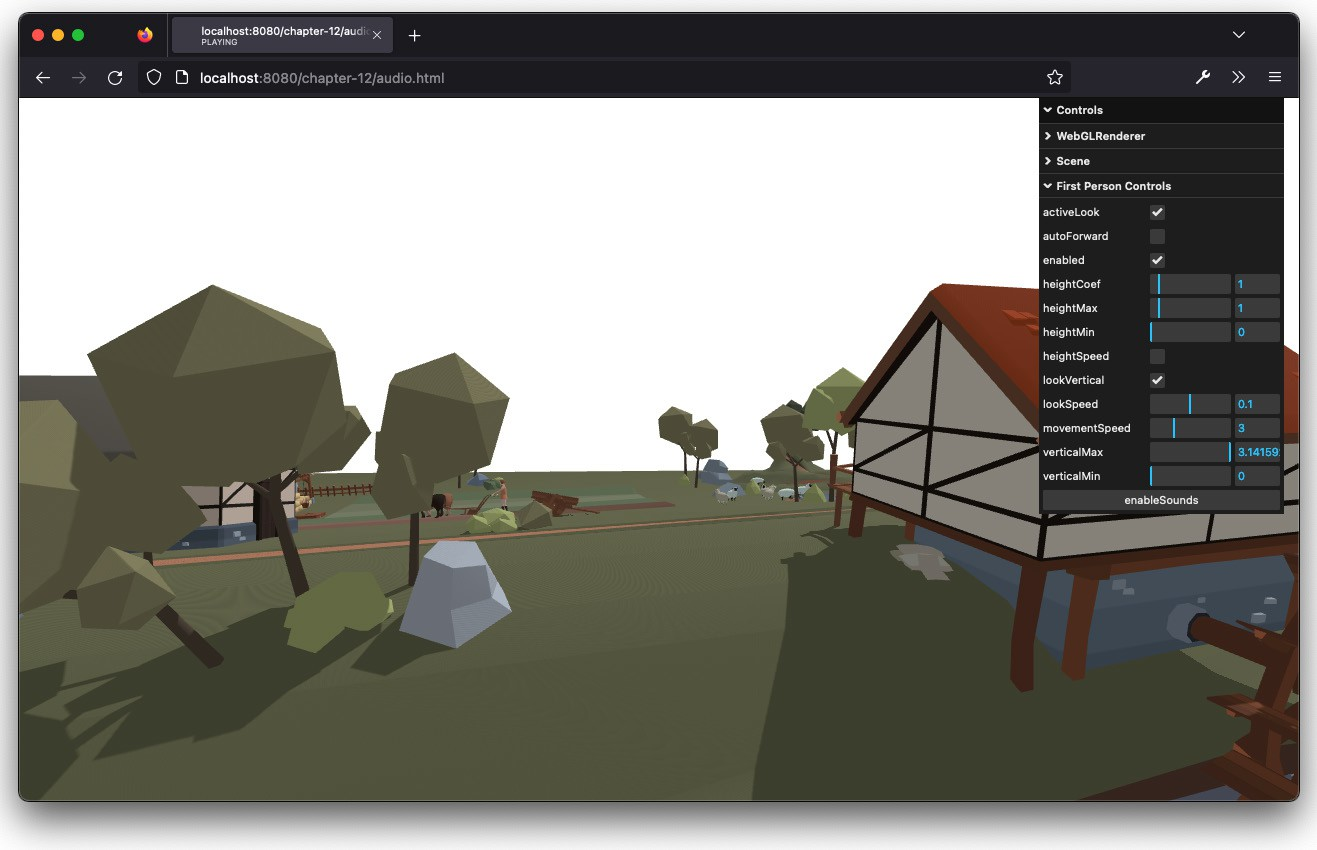 localhost:8080/chapter-12/audi
PLAYING
localhost:8080/chapter-12/audio.html
Controls
WebGLRenderer
Scene
First Person Controls
activeLook
autoForward
enabled
heightCoef 1
heightMax 1
heightMin 0
heightSpeed
lookVertical
lookSpeed 0.1
movementSpeed 3
verticalMax 3.14159
verticalMin 0
enableSounds